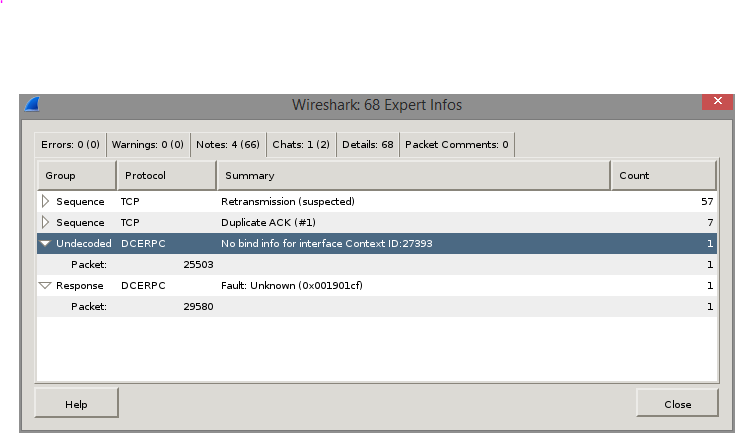 Wireshark: 68 Expert Infos
Errors: 0 (0) Warnings: 0 (0) Notes: 4 (66) Chats: 1 (2) Details: 68 Packet Comments: 0
Group Protocol Summary Count
Sequence TCP Retransmission (suspected) 57
Sequence TCP Duplicate ACK (#1) 7
Undecoded DCERPC No bind info for interface Context ID:27393 1
Packet: 25503 1
Response DCERPC Fault: Unknown (0x001901cf) 1
Packet: 29580 1
Help Close